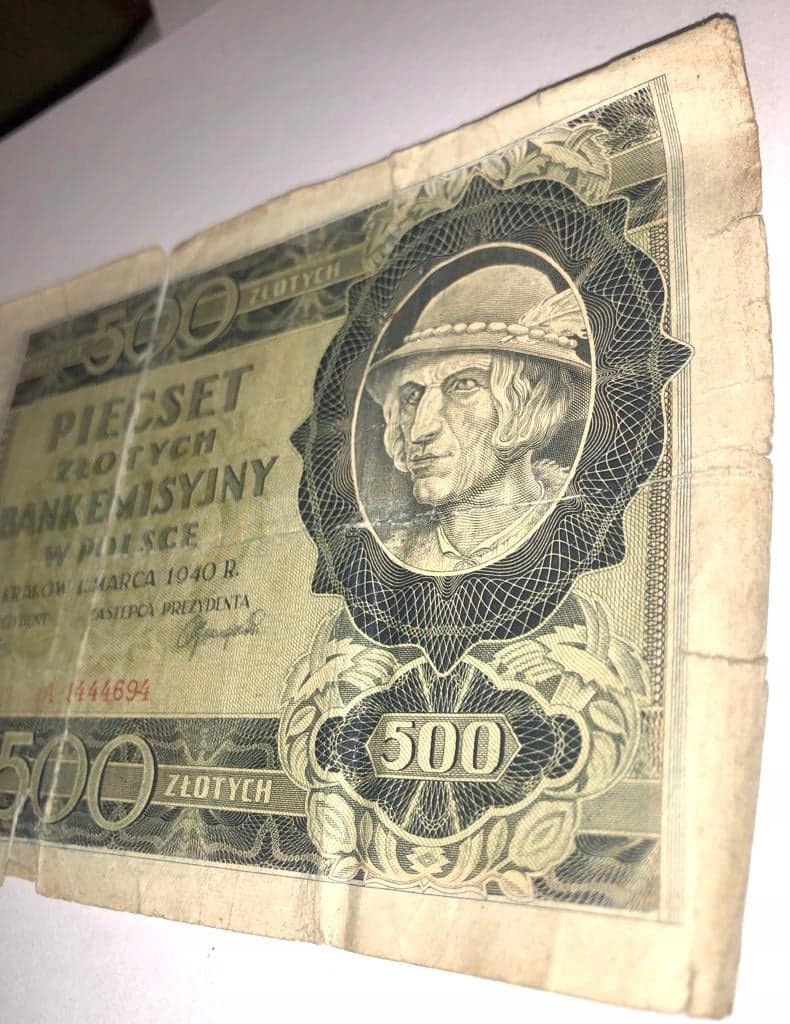 500 ZŁOTYCH
PIĘCSET
ZŁOTYCH
BANK EMISYJNY
W POLSCE
KRAKÓW 1. MARCA 1940 R.
ZASTĘPCA PREZYDENTA
A 1444694
500 ZŁOTYCH
500